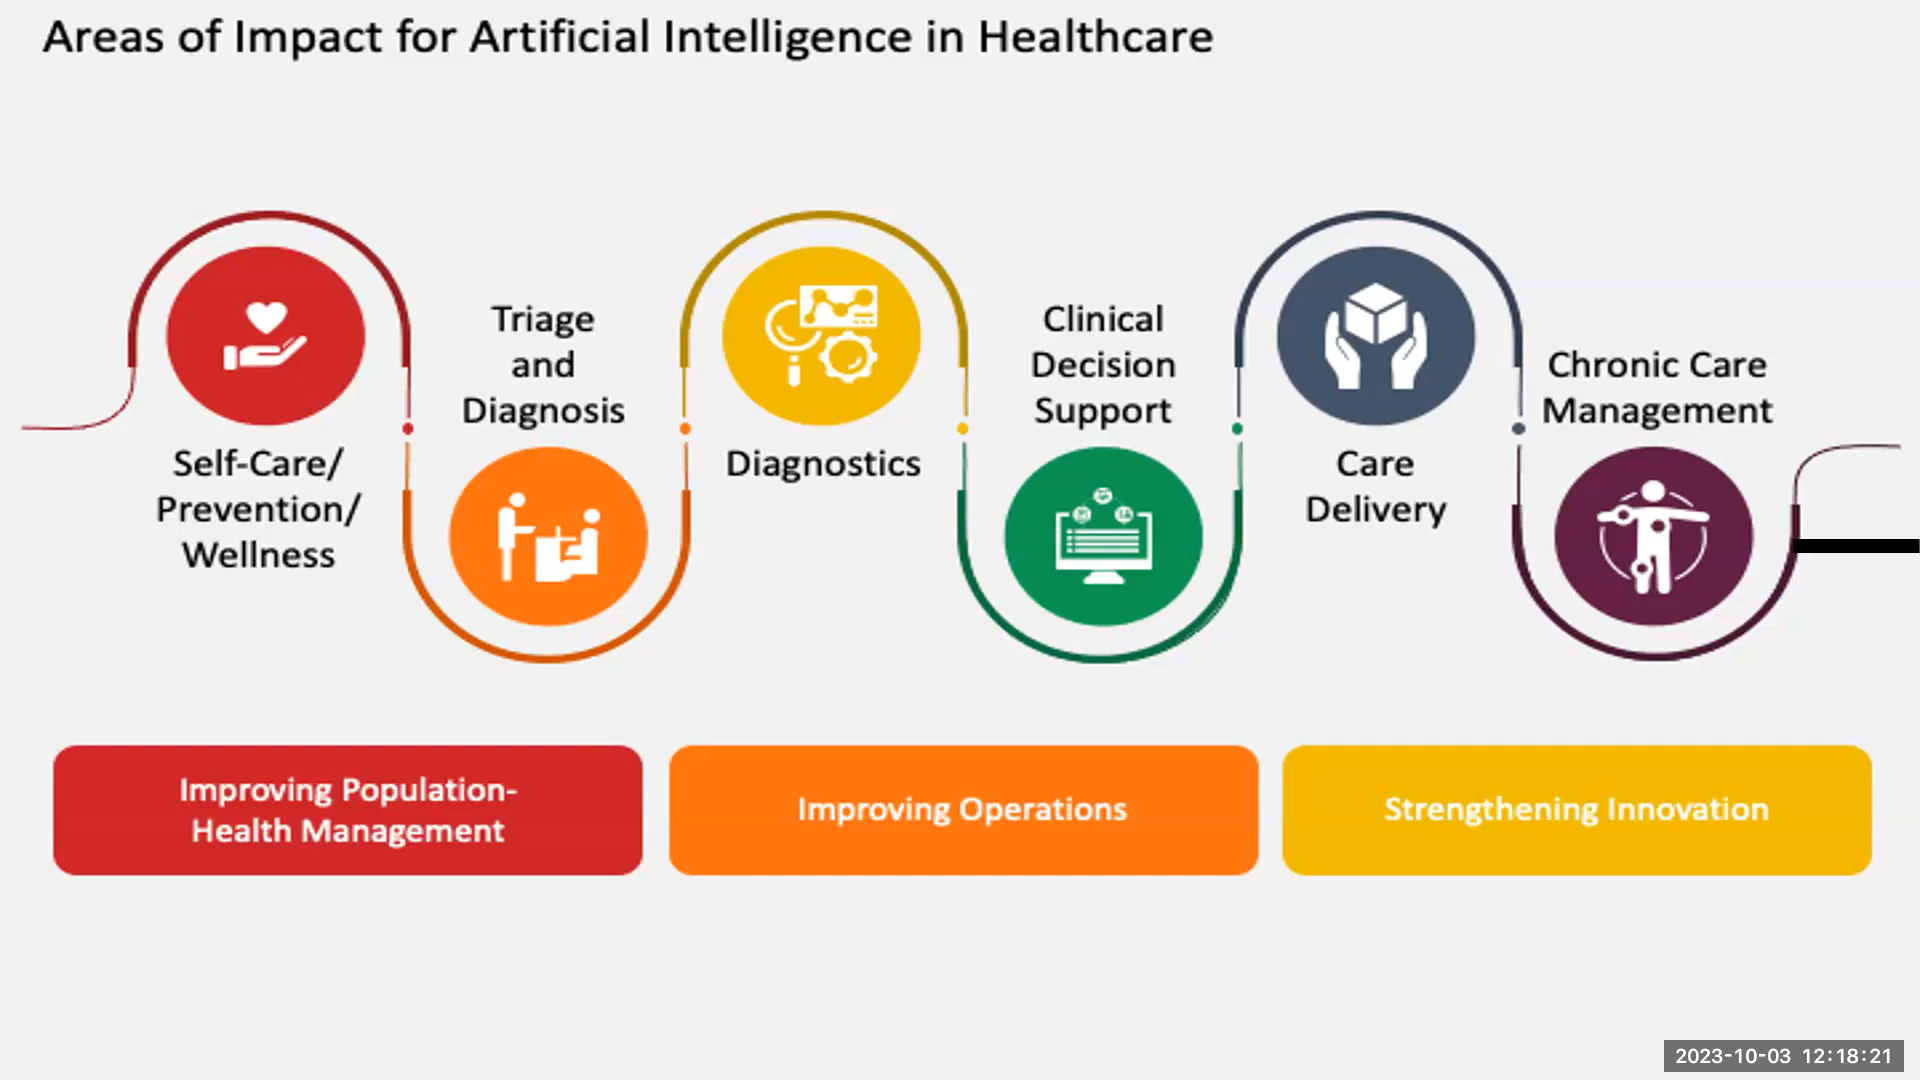 Areas of Impact for Artificial Intelligence in Healthcare
Self-Care/
Prevention/
Wellness
Triage
and
Diagnosis
Diagnostics
Clinical
Decision
Support
Care
Delivery
Chronic Care
Management
Improving Population-
Health Management
Improving Operations
Strengthening Innovation
2023-10-03 12:18:21